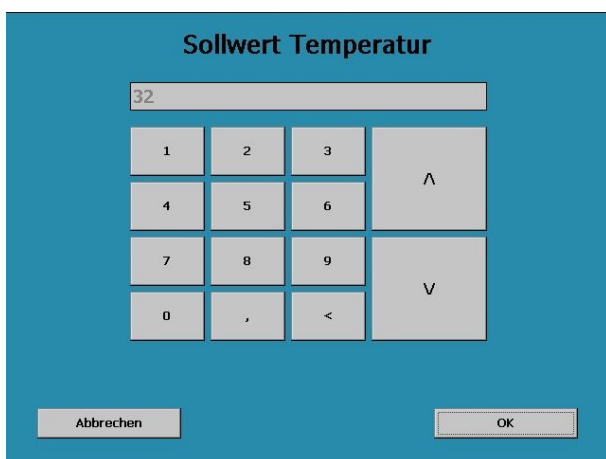 Sollwert Temperatur
32
1 2 3
Λ
4 5 6
7 8 9
V
0 , <
Abbrechen OK